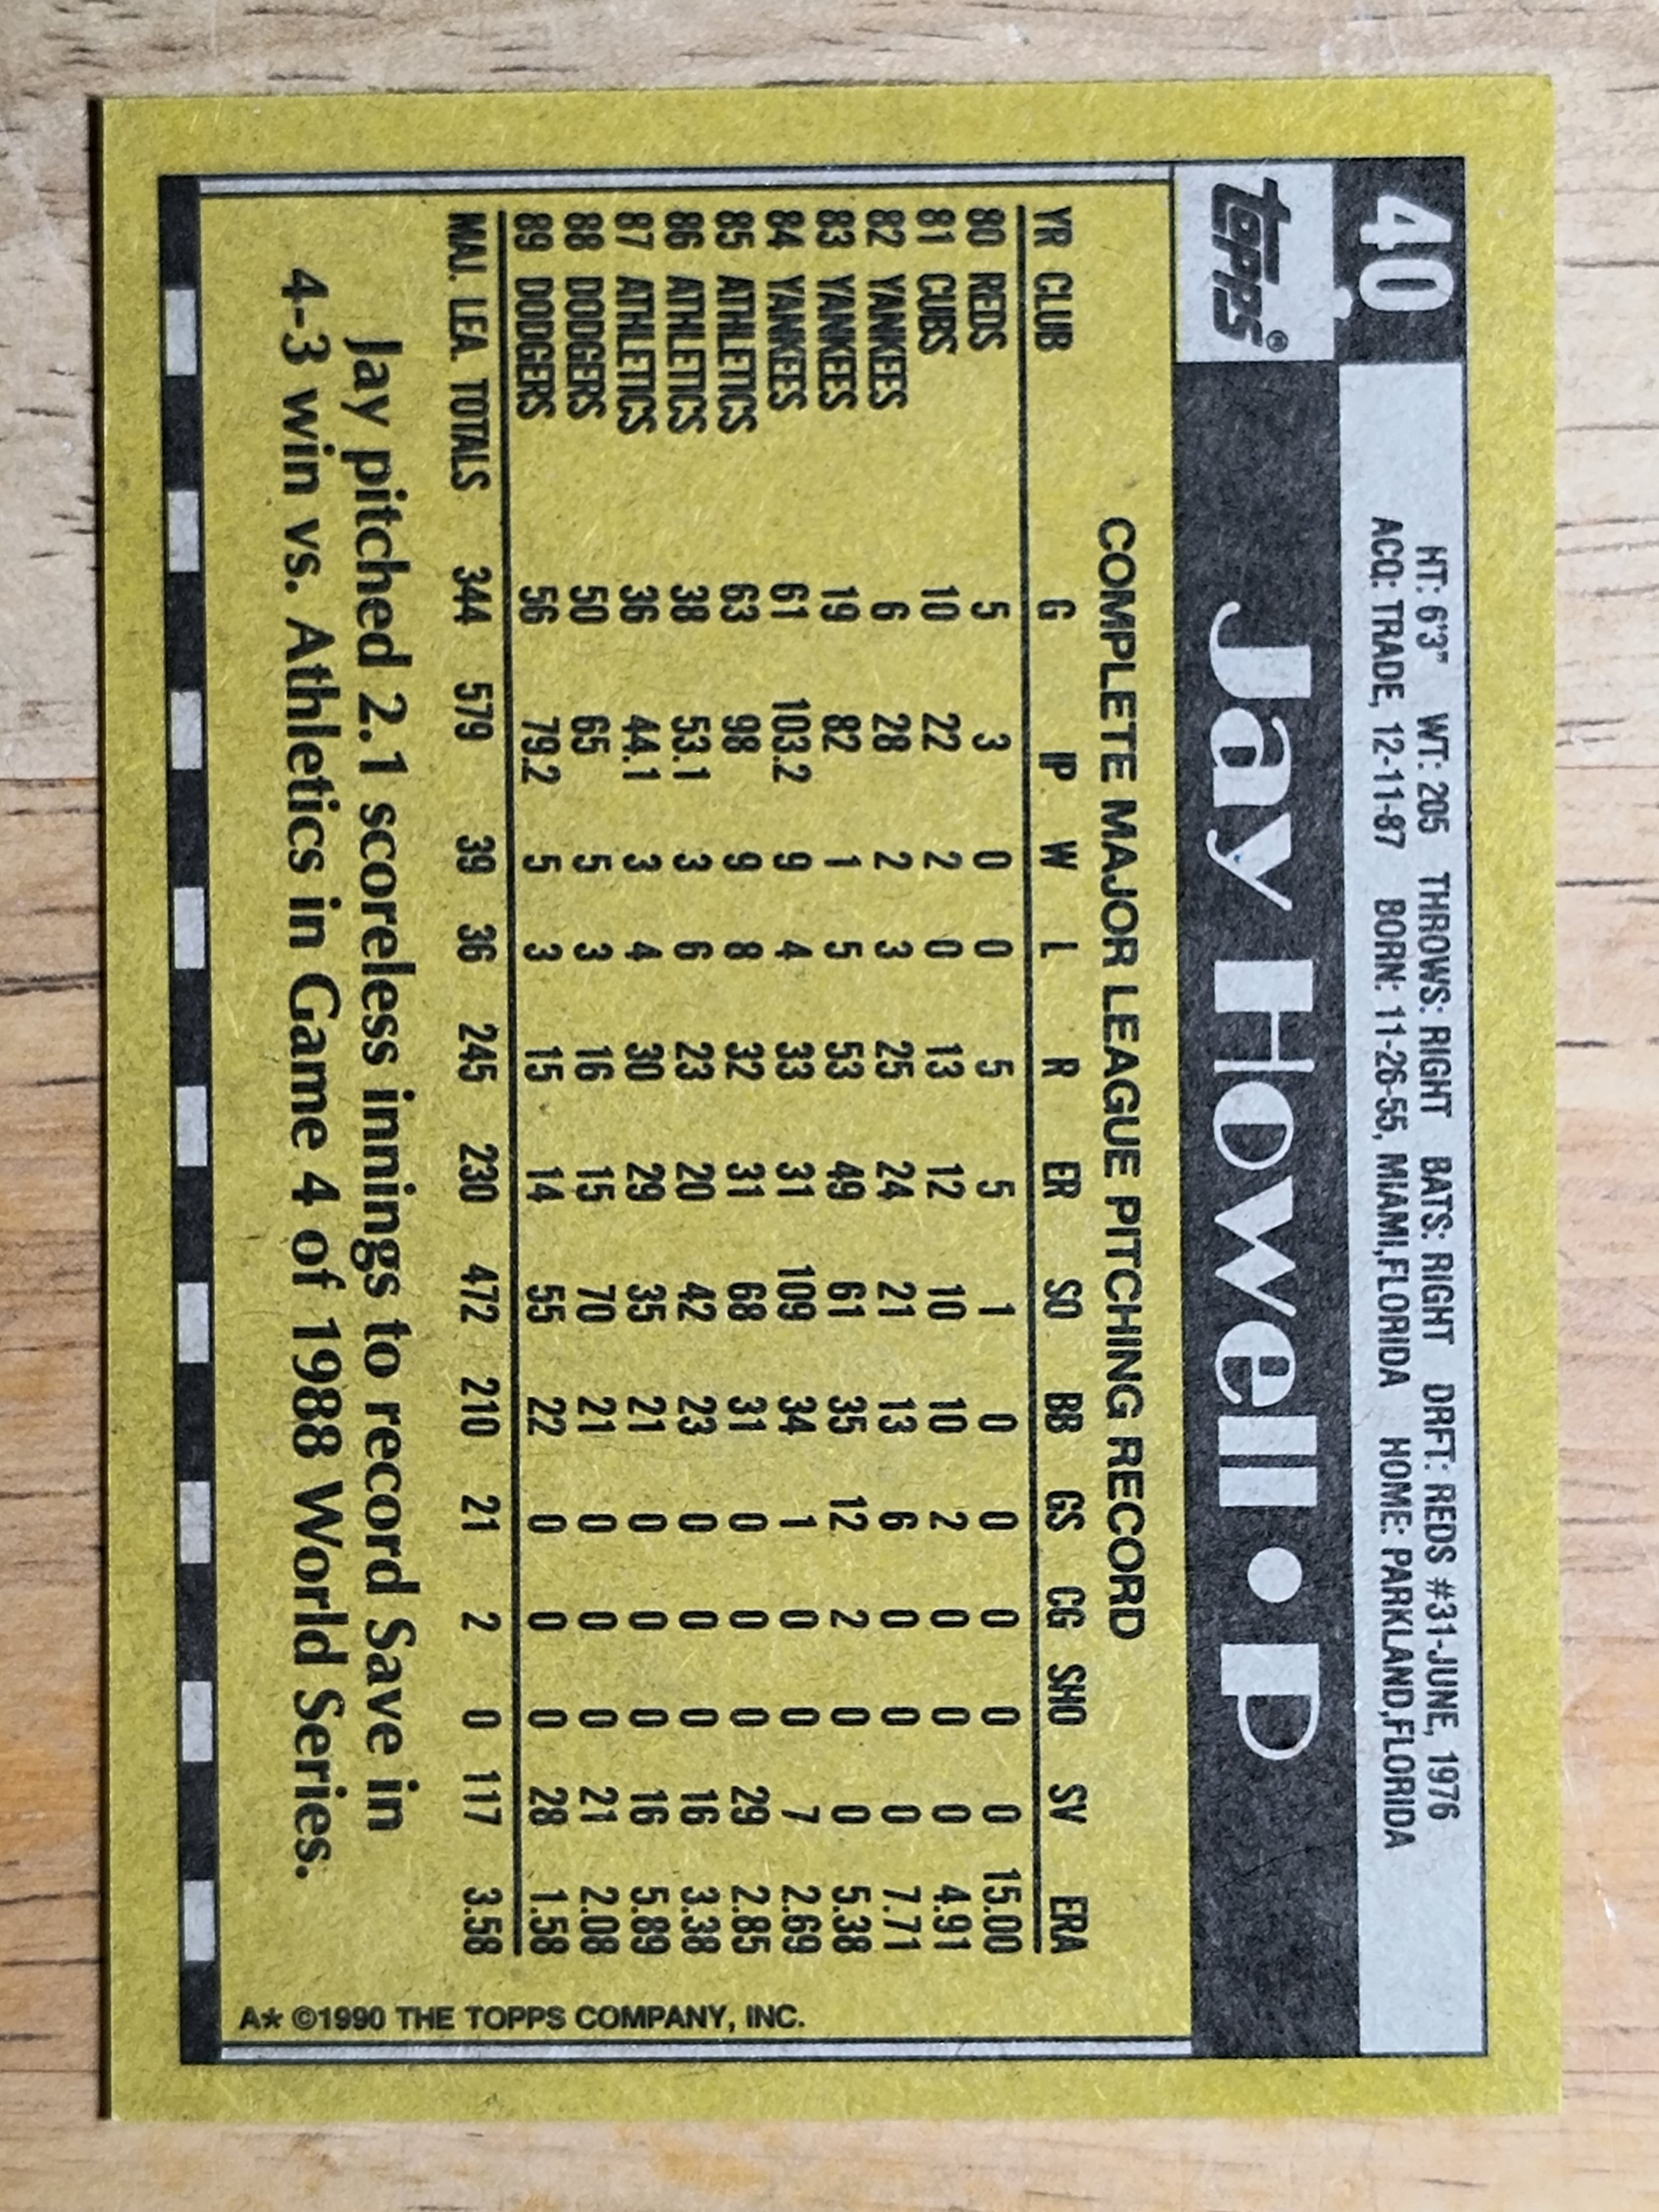 40
HT: 6'3" WT: 205 THROWS: RIGHT BATS: RIGHT DRFT: REDS #31-JUNE, 1976
ACQ: TRADE, 12-11-87 BORN: 11-26-55, MIAMI,FLORIDA HOME: PARKLAND,FLORIDA
topps®
Jay Howell • P
COMPLETE MAJOR LEAGUE PITCHING RECORD
YR CLUB G IP W L R ER SO BB GS CG SHO SV ERA
80 REDS 5 3 0 0 5 5 1 0 0 0 0 0 15.00
81 CUBS 10 22 2 0 13 12 10 10 2 0 0 0 4.91
82 YANKEES 6 28 2 3 25 24 21 13 6 0 0 0 7.71
83 YANKEES 19 82 1 5 53 49 61 35 12 2 0 0 5.38
84 YANKEES 61 103.2 9 4 33 31 109 34 1 0 0 7 2.69
85 ATHLETICS 63 98 9 8 32 31 68 31 0 0 0 29 2.85
86 ATHLETICS 38 53.1 3 6 23 20 42 23 0 0 0 16 3.38
87 ATHLETICS 36 44.1 3 4 30 29 35 21 0 0 0 16 5.89
88 DODGERS 50 65 5 3 16 15 70 21 0 0 0 21 2.08
89 DODGERS 56 79.2 5 3 15 14 55 22 0 0 0 28 1.58
MAJ. LEA. TOTALS 344 579 39 36 245 230 472 210 21 2 0 117 3.58
Jay pitched 2.1 scoreless innings to record Save in
4-3 win vs. Athletics in Game 4 of 1988 World Series.
A* ©1990 THE TOPPS COMPANY, INC.